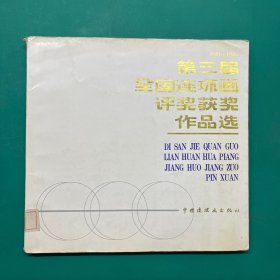 第三届
全国连环画
评奖获奖
作品选
DI SAN JIE QUAN GUO
LIAN HUAN HUA PIANG
JIANG HUO JIANG ZUO
PIN XUAN
中国连环画出版社